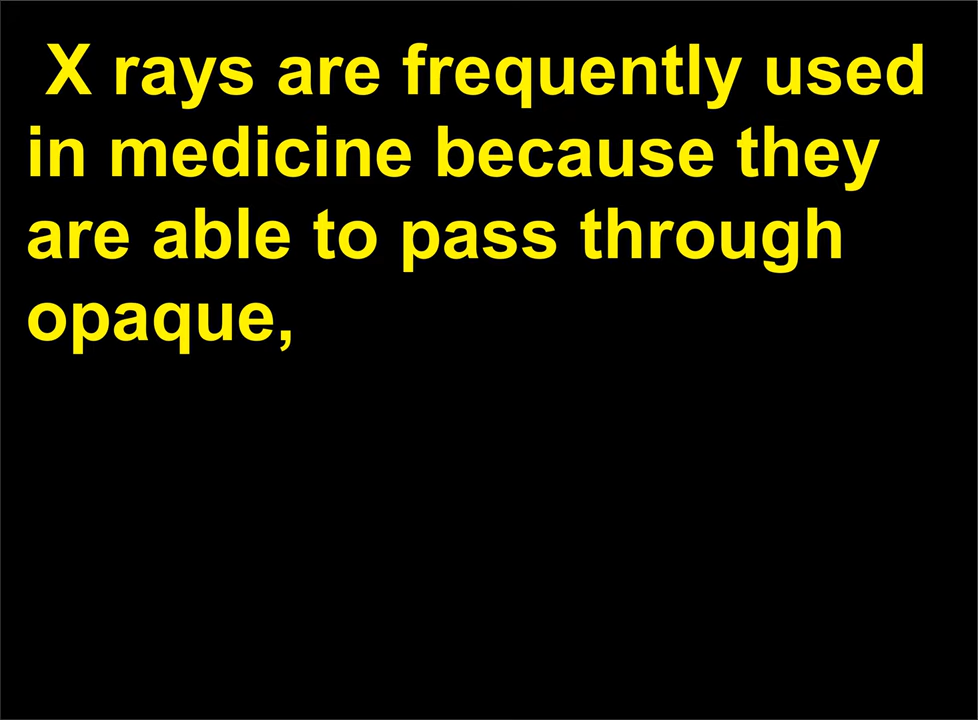 X rays are frequently used
in medicine because they
are able to pass through
opaque,